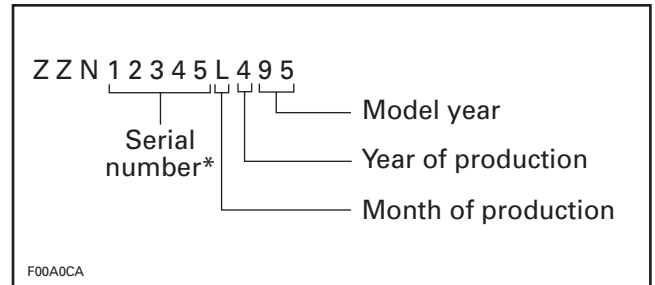 ZZN12345L495
Model year
Serial
number*
Year of production
Month of production
F00A0CA